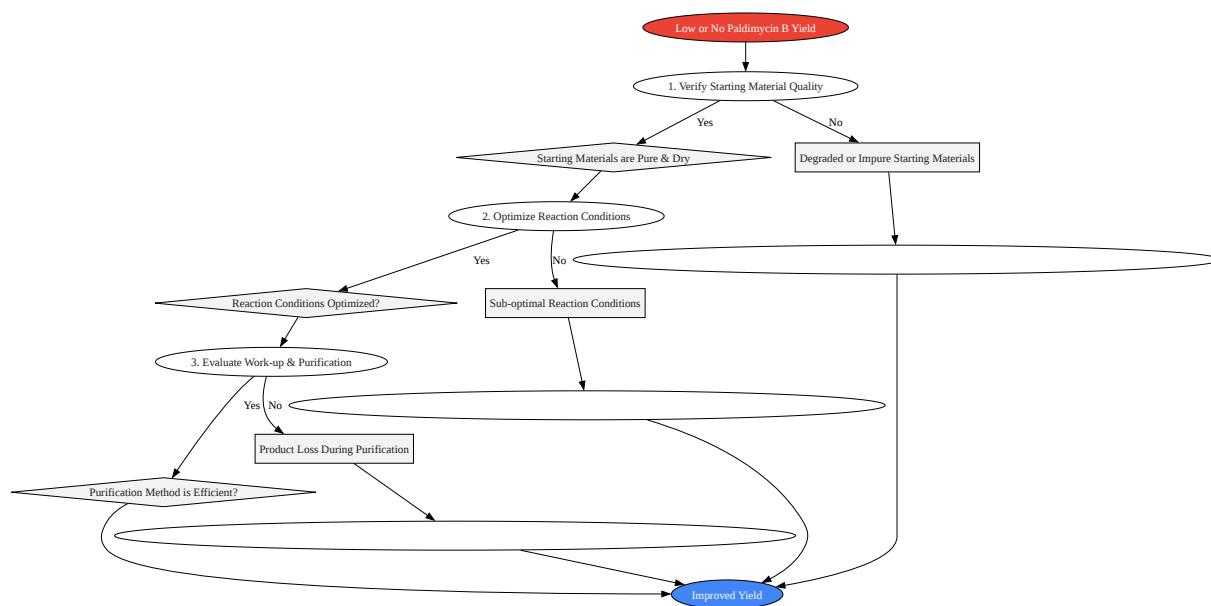 Low or No Paldimycin B Yield
1. Verify Starting Material Quality
Yes
No
Starting Materials are Pure & Dry
Degraded or Impure Starting Materials
2. Optimize Reaction Conditions
Yes
No
Reaction Conditions Optimized?
Sub-optimal Reaction Conditions
3. Evaluate Work-up & Purification
Yes
No
Product Loss During Purification
Purification Method is Efficient?
Improved Yield